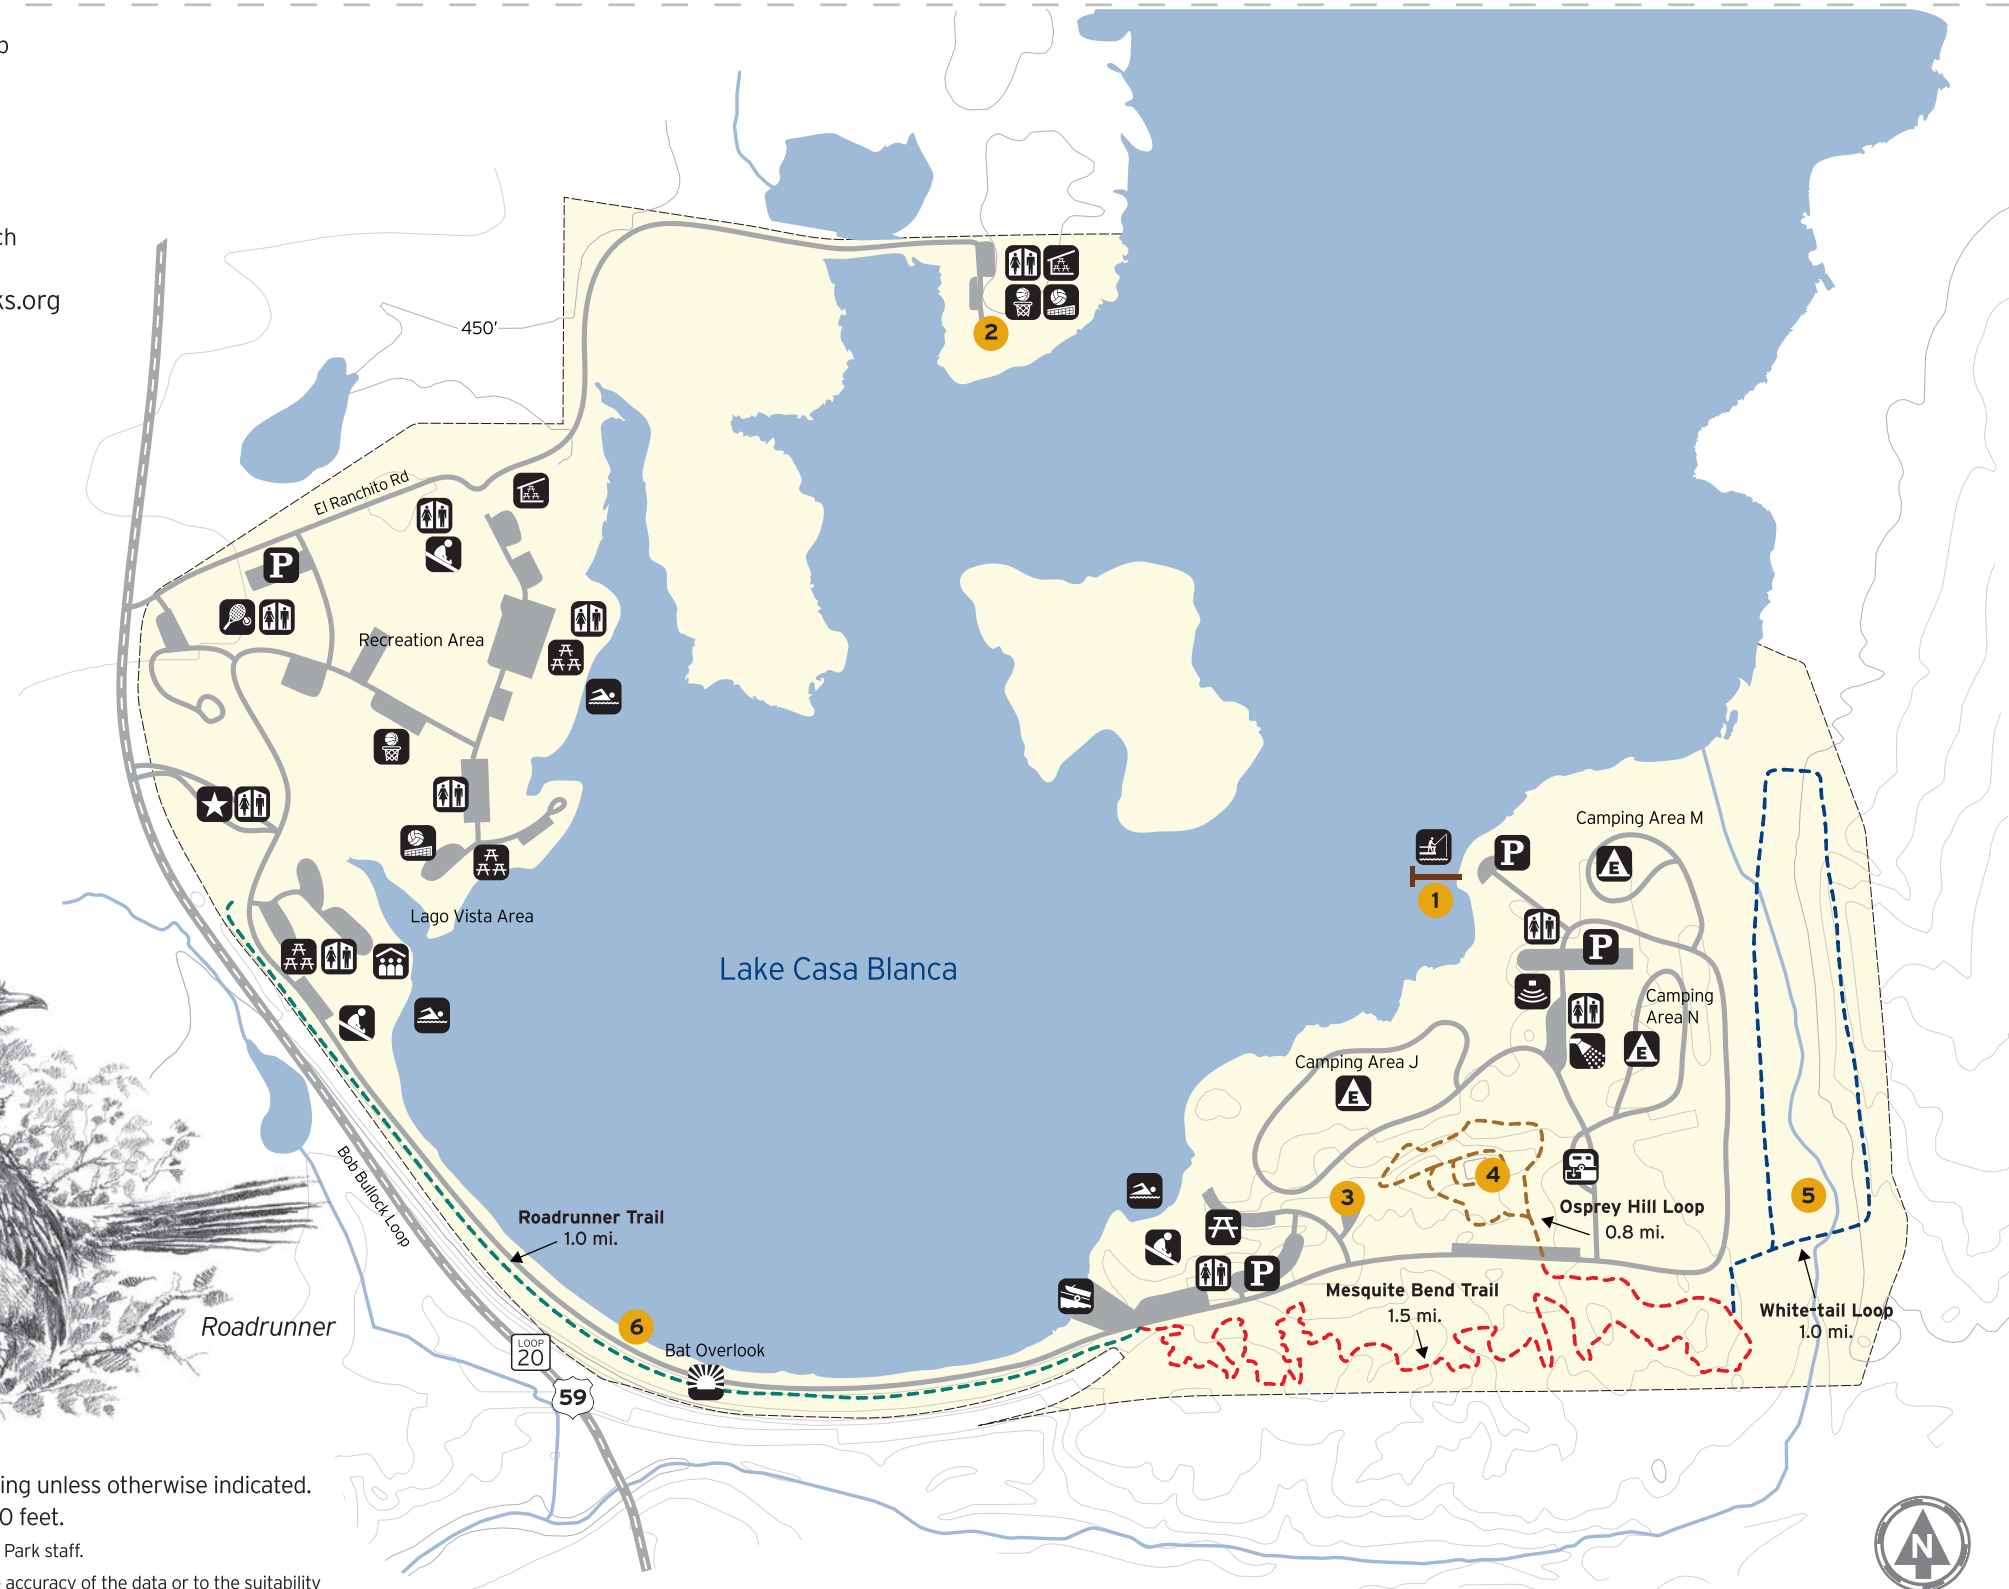 ks.org
450'
2
El Ranchito Rd
P
Recreation Area
Camping Area M
P
E
1
Lago Vista Area
P
Lake Casa Blanca
Camping
Area N
E
Camping Area J
E
Bob Bullock Loop
4
3
5
Roadrunner Trail
1.0 mi.
Osprey Hill Loop
0.8 mi.
P
Mesquite Bend Trail
1.5 mi.
White-tail Loop
1.0 mi.
Roadrunner
6
Bat Overlook
LOOP
20
59
ing unless otherwise indicated.
0 feet.
Park staff.
accuracy of the data or to the suitability
N